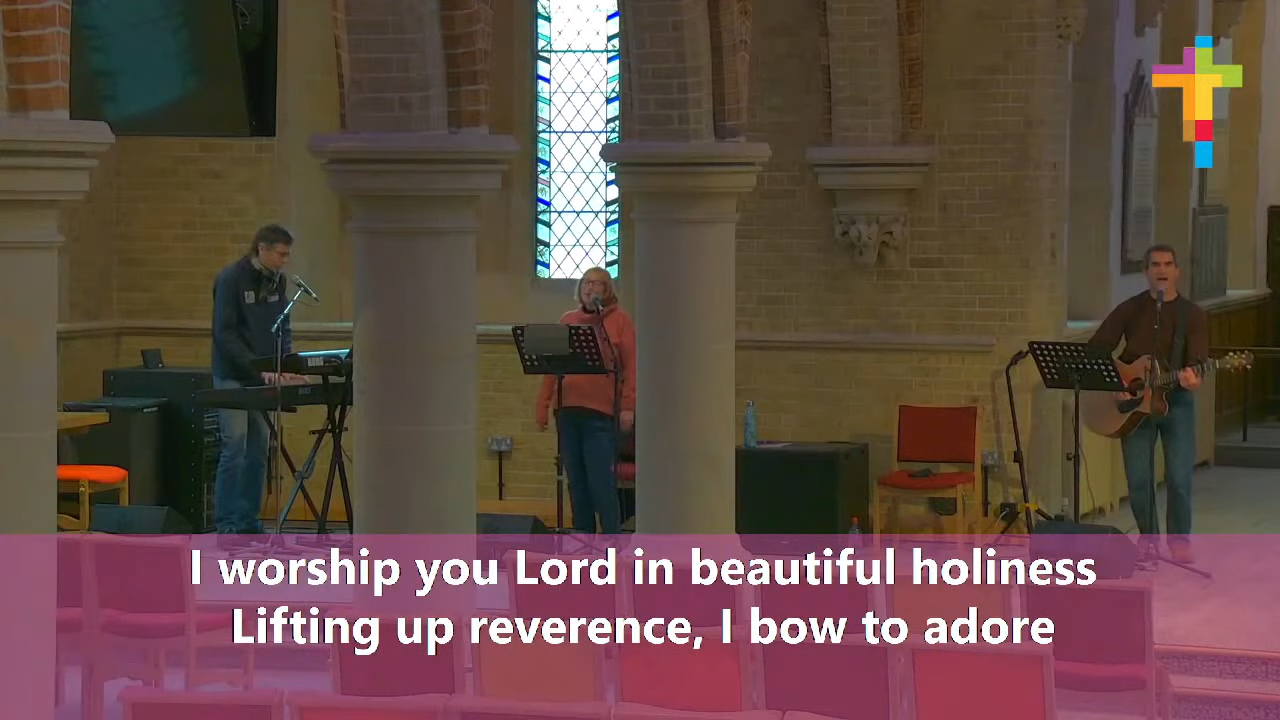 I worship you Lord in beautiful holiness
Lifting up reverence, I bow to adore